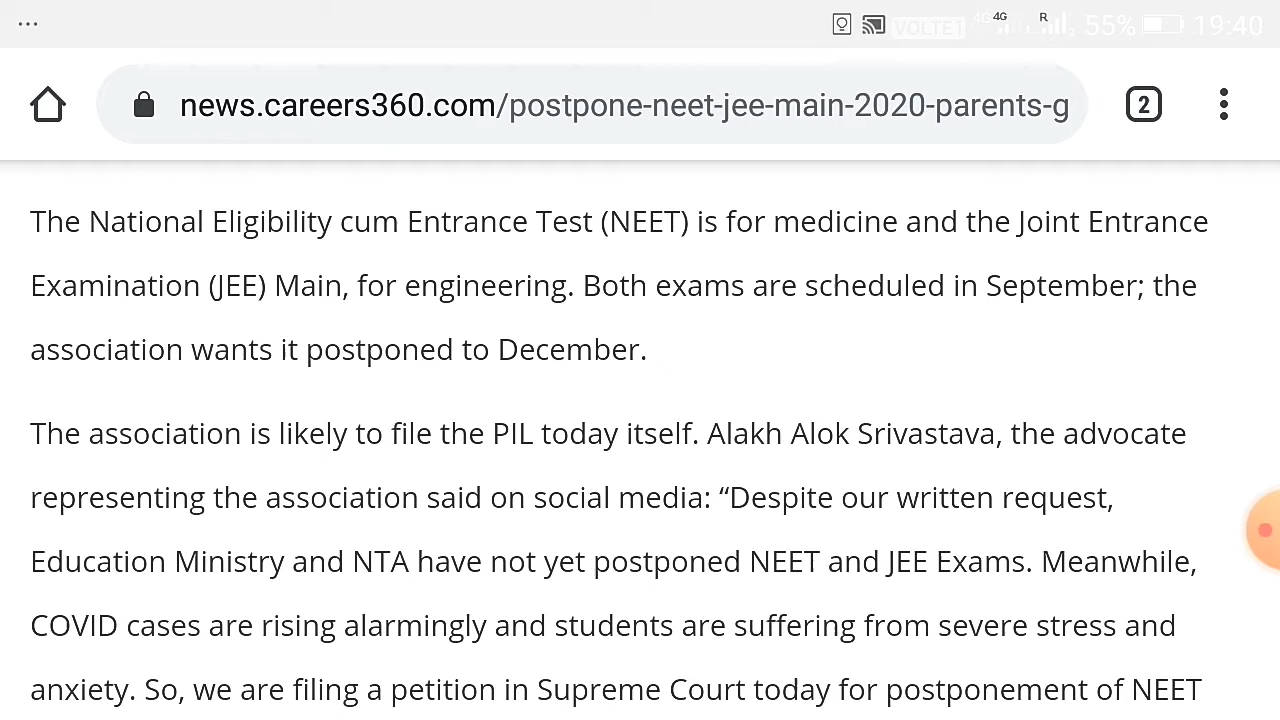 VOLTE1 4G 4G R 2 55% 19:40
news.careers360.com/postpone-neet-jee-main-2020-parents-g
2
The National Eligibility cum Entrance Test (NEET) is for medicine and the Joint Entrance
Examination (JEE) Main, for engineering. Both exams are scheduled in September; the
association wants it postponed to December.
The association is likely to file the PIL today itself. Alakh Alok Srivastava, the advocate
representing the association said on social media: “Despite our written request,
Education Ministry and NTA have not yet postponed NEET and JEE Exams. Meanwhile,
COVID cases are rising alarmingly and students are suffering from severe stress and
anxiety. So, we are filing a petition in Supreme Court today for postponement of NEET